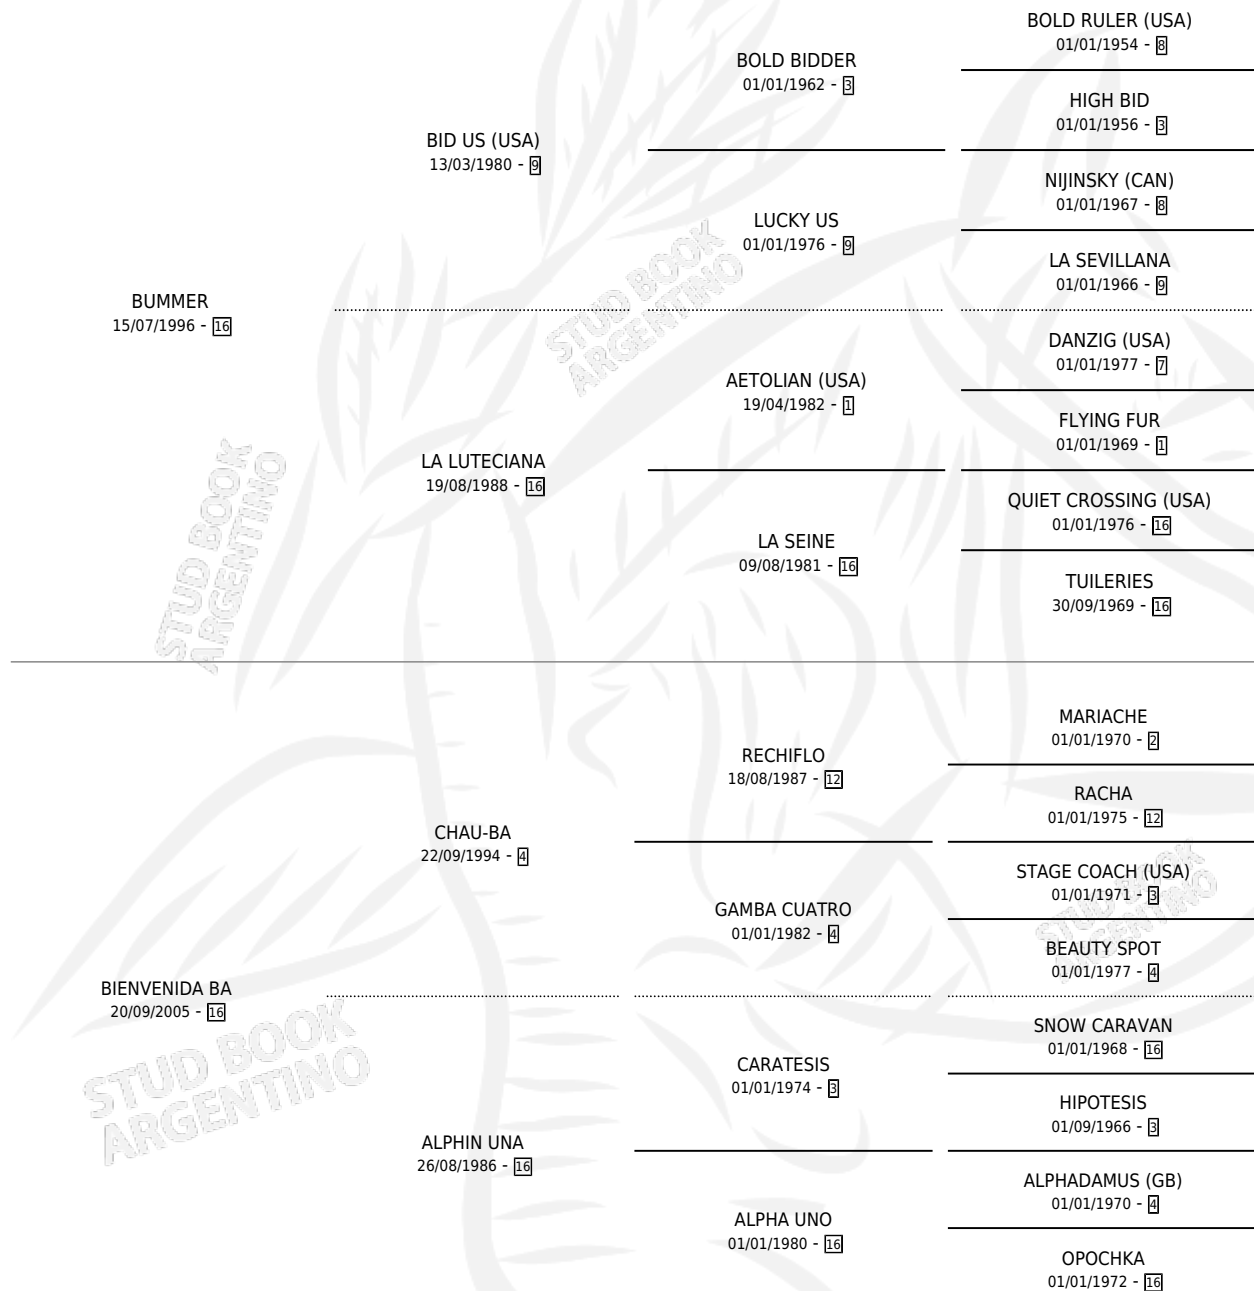 BOLD RULER (USA)
01/01/1954 - 8
BOLD BIDDER
01/01/1962 - 3
HIGH BID
01/01/1956 - 3
BID US (USA)
13/03/1980 - 9
NIJINSKY (CAN)
01/01/1967 - 8
LUCKY US
01/01/1976 - 9
LA SEVILLANA
01/01/1966 - 9
BUMMER
15/07/1996 - 16
DANZIG (USA)
01/01/1977 - 7
AETOLIAN (USA)
19/04/1982 - 1
FLYING FUR
01/01/1969 - 1
LA LUTECIANA
19/08/1988 - 16
QUIET CROSSING (USA)
01/01/1976 - 16
LA SEINE
09/08/1981 - 16
TUILERIES
30/09/1969 - 16
MARIACHE
01/01/1970 - 2
RECHIFLO
18/08/1987 - 12
RACHA
01/01/1975 - 12
CHAU-BA
22/09/1994 - 4
STAGE COACH (USA)
01/01/1971 - 3
GAMBA CUATRO
01/01/1982 - 4
BEAUTY SPOT
01/01/1977 - 4
BIENVENIDA BA
20/09/2005 - 16
SNOW CARAVAN
01/01/1968 - 16
CARATESIS
01/01/1974 - 3
HIPOTESIS
01/09/1966 - 3
ALPHIN UNA
26/08/1986 - 16
ALPHADAMUS (GB)
01/01/1970 - 4
ALPHA UNO
01/01/1980 - 16
OPOCHKA
01/01/1972 - 16
STUD BOOK
ARGENTINO
STUD BOOK
ARGENTINO
STUD BOOK
ARGENTINO
STUD BOOK
ARGENTINO